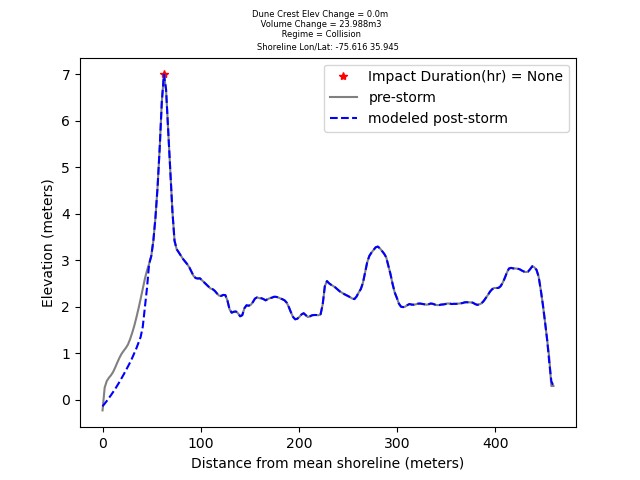 Dune Crest Elev Change = 0.0m
Volume Change = 23.988m3
Regime = Collision
Shoreline Lon/Lat: -75.616 35.945
Impact Duration(hr) = None
pre-storm
modeled post-storm
Elevation (meters)
7
6
5
4
3
2
1
0
0 100 200 300 400
Distance from mean shoreline (meters)